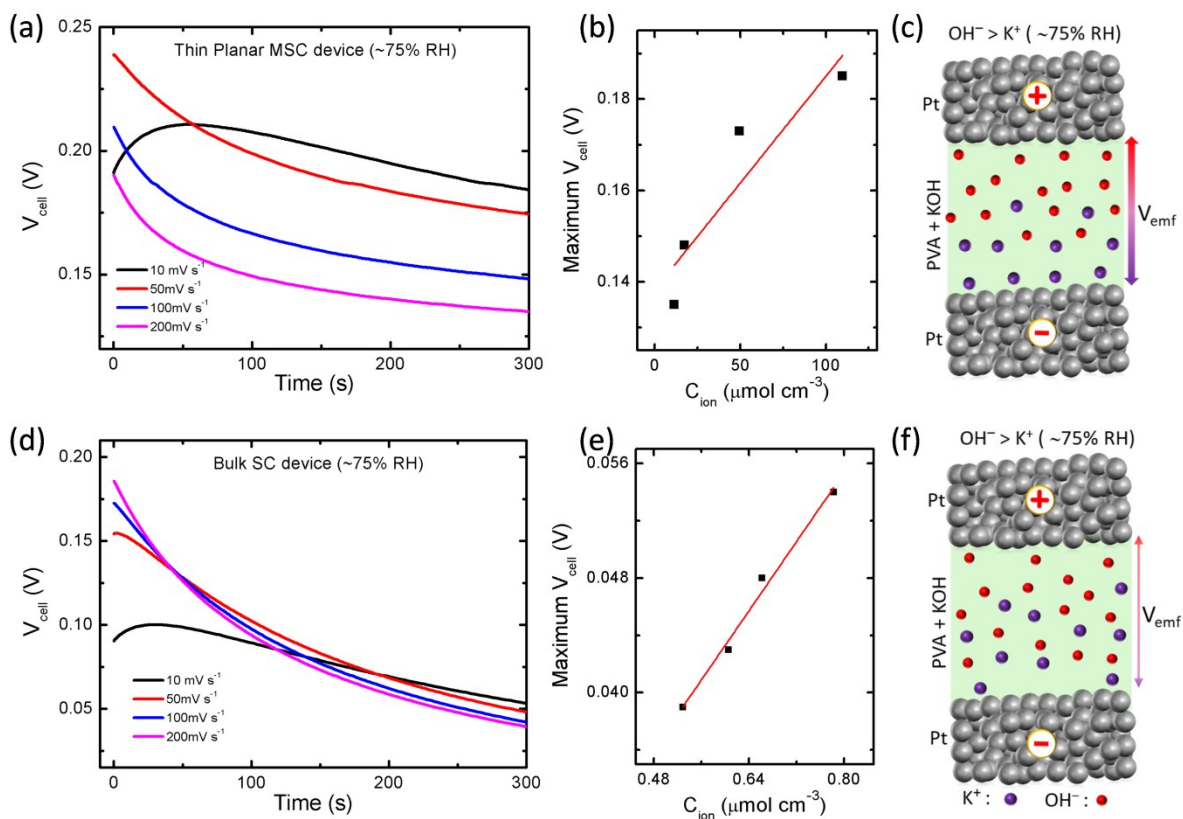 (a)
Thin Planar MSC device (~75% RH)
V_cell (V)
0.25
0.20
0.15
10 mV s⁻¹
50mV s⁻¹
100mV s⁻¹
200mV s⁻¹
0 100 200 300
Time (s)
(b)
Maximum V_cell (V)
0.18
0.16
0.14
0 50 100
C_ion (μmol cm⁻³)
(c)
OH⁻ > K⁺ ( ~75% RH)
Pt
+
PVA + KOH
V_emf
Pt
−
(d)
Bulk SC device (~75% RH)
V_cell (V)
0.20
0.15
0.10
0.05
10 mV s⁻¹
50mV s⁻¹
100mV s⁻¹
200mV s⁻¹
0 100 200 300
Time (s)
(e)
Maximum V_cell (V)
0.056
0.048
0.040
0.48 0.64 0.80
C_ion (μmol cm⁻³)
(f)
OH⁻ > K⁺ ( ~75% RH)
Pt
+
PVA + KOH
V_emf
Pt
−
K⁺ : OH⁻ :